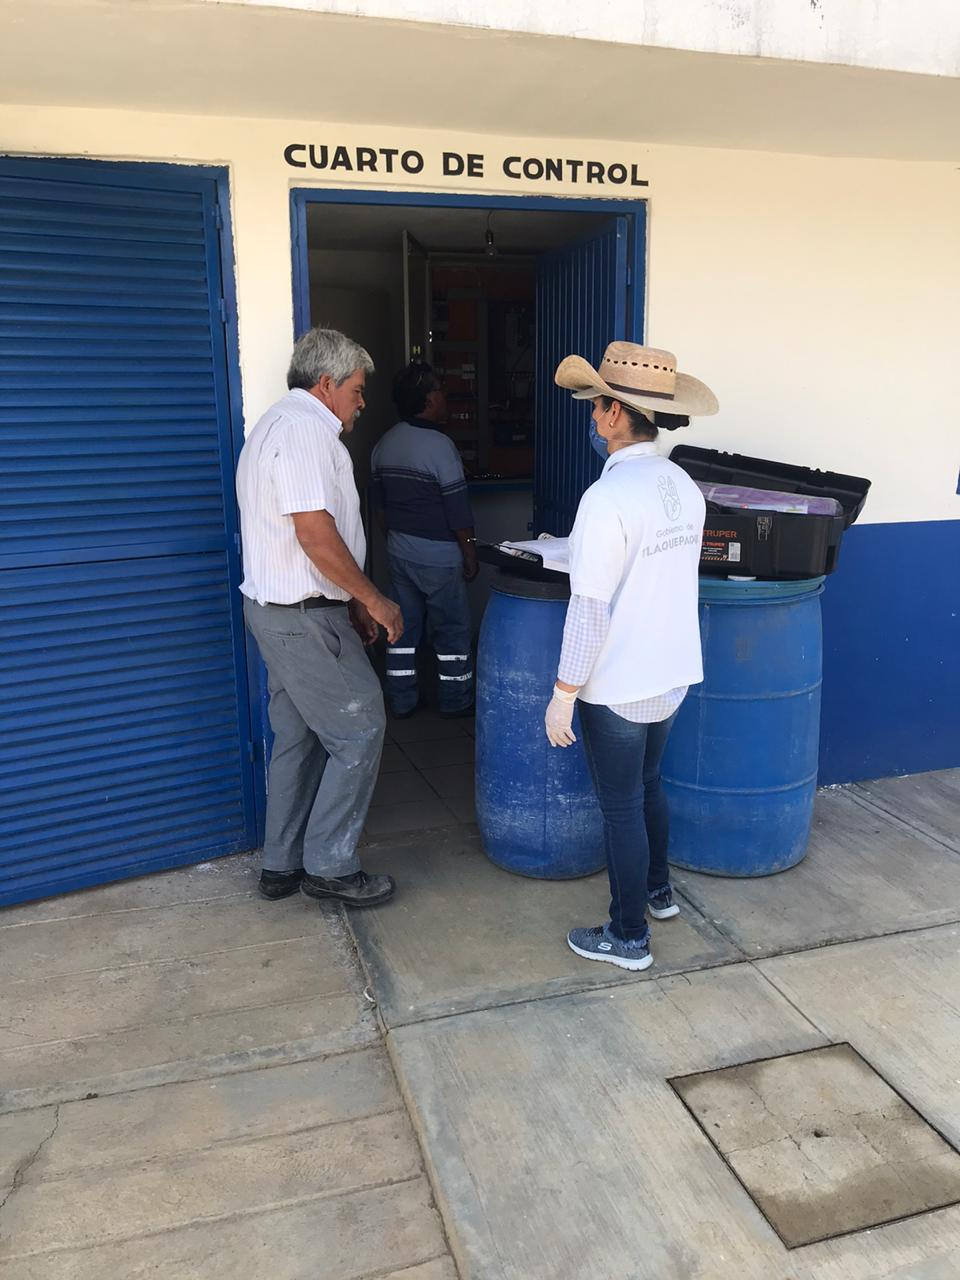 CUARTO DE CONTROL
Gobierno de
TLAQUEPAQUE
TRUPER